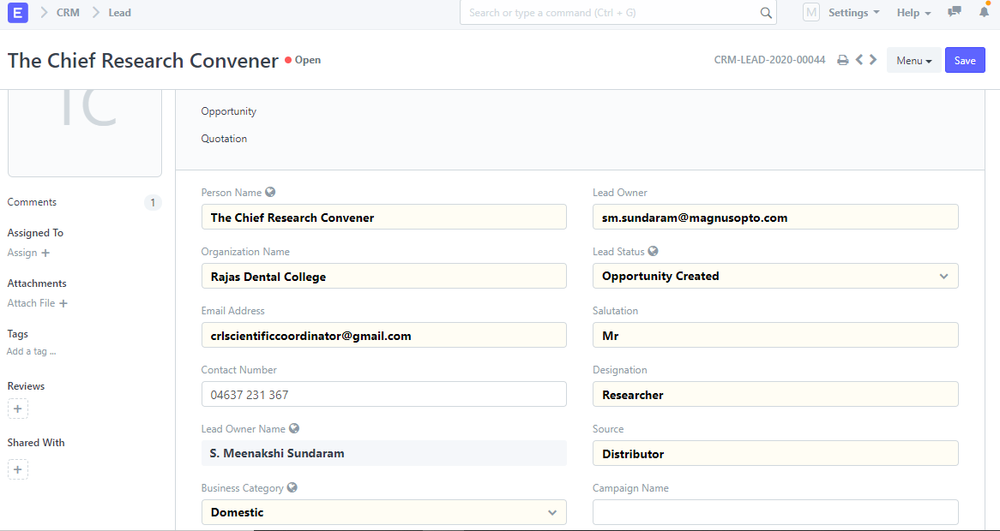 E CRM Lead Search or type a command (Ctrl + G) M Settings Help
The Chief Research Convener Open CRM-LEAD-2020-00044 Menu Save
TC
Opportunity
Quotation
Comments 1
Assigned To
Assign +
Attachments
Attach File +
Tags
Add a tag ...
Reviews
+
Shared With
+
Person Name
The Chief Research Convener
Lead Owner
sm.sundaram@magnusopto.com
Organization Name
Rajas Dental College
Lead Status
Opportunity Created
Email Address
crlscientificcoordinator@gmail.com
Salutation
Mr
Contact Number
04637 231 367
Designation
Researcher
Lead Owner Name
S. Meenakshi Sundaram
Source
Distributor
Business Category
Domestic
Campaign Name